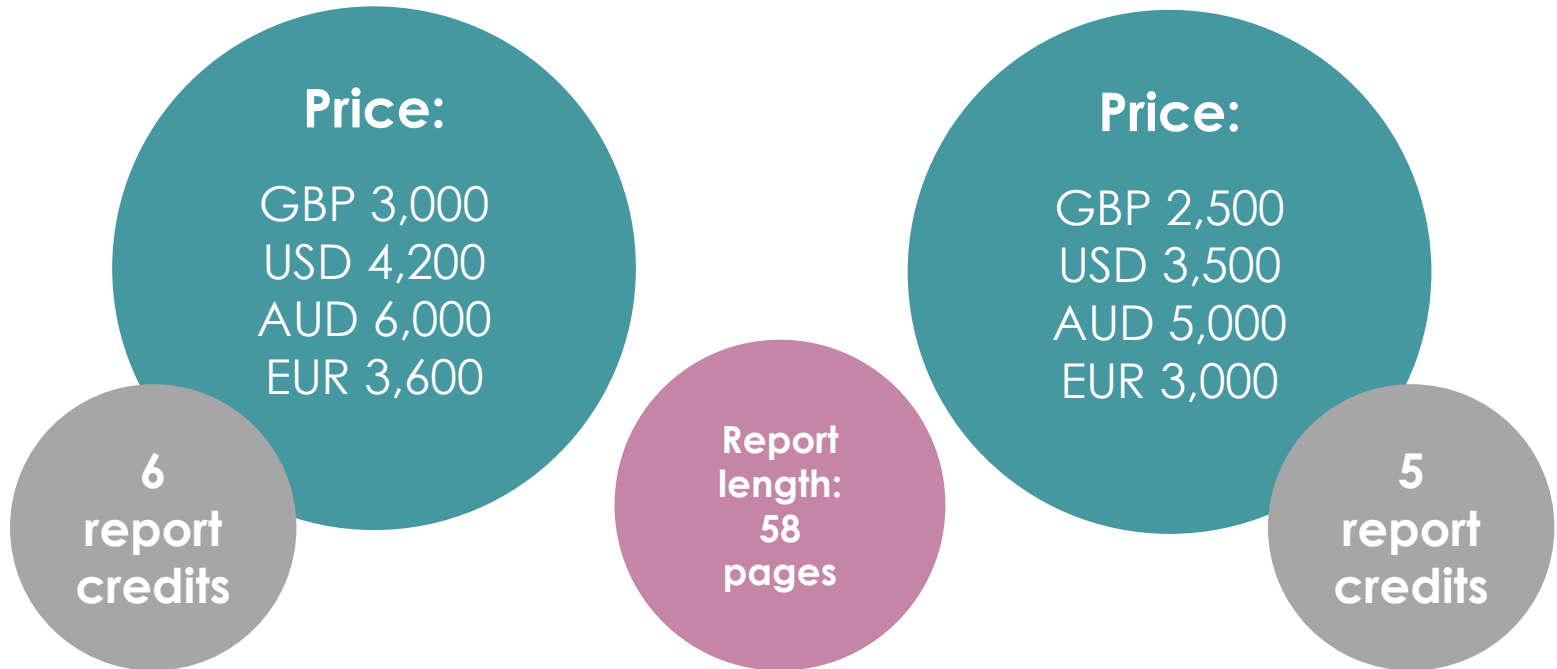 Price:
GBP 3,000
USD 4,200
AUD 6,000
EUR 3,600
6
report
credits
Report
length:
58
pages
Price:
GBP 2,500
USD 3,500
AUD 5,000
EUR 3,000
5
report
credits